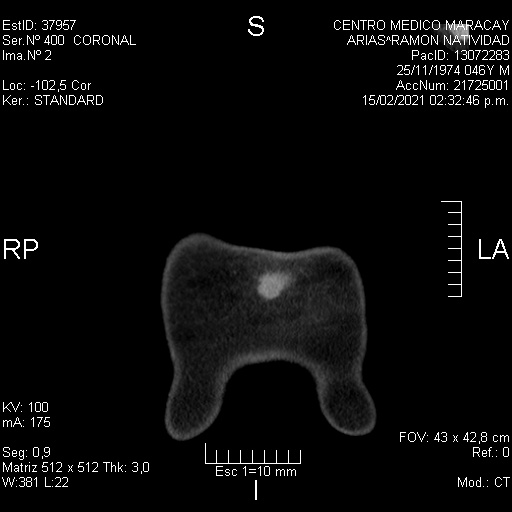 EstID: 37957
Ser.Nº 400 CORONAL
Ima.Nº 2
Loc: -102,5 Cor
Ker.: STANDARD
S
CENTRO MEDICO MARACAY
ARIAS^RAMON NATIVIDAD
PacID: 13072283
25/11/1974 046Y M
AccNum: 21725001
15/02/2021 02:32:46 p.m.
RP
LA
KV: 100
mA: 175
Seg: 0,9
Matriz 512 x 512 Thk: 3,0
W:381 L:22
Esc 1=10 mm
I
FOV: 43 x 42,8 cm
Ref.: 0
Mod.: CT